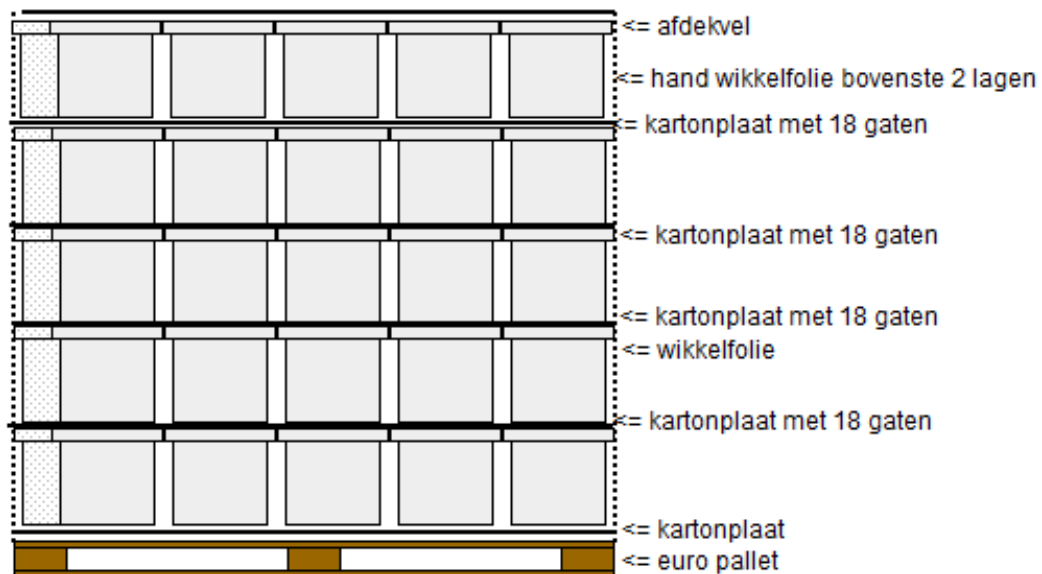 <= afdekvel
<= hand wikkelfolie bovenste 2 lagen
<= kartonplaat met 18 gaten
<= kartonplaat met 18 gaten
<= kartonplaat met 18 gaten
<= wikkelfolie
<= kartonplaat met 18 gaten
<= kartonplaat
<= euro pallet